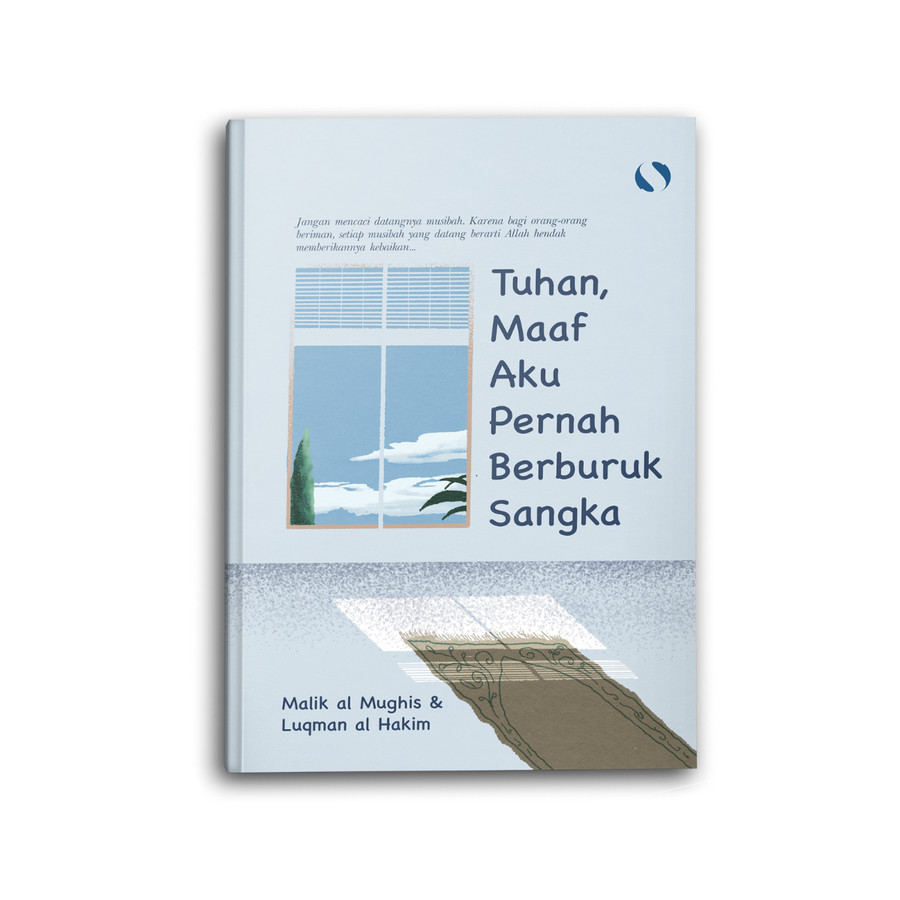 Jangan mencaci datangnya musibah. Karena bagi orang-orang
beriman, setiap musibah yang datang berarti Allah hendak
memberikannya kebaikan...
Tuhan,
Maaf
Aku
Pernah
Berburuk
Sangka
Malik al Mughis &
Luqman al Hakim